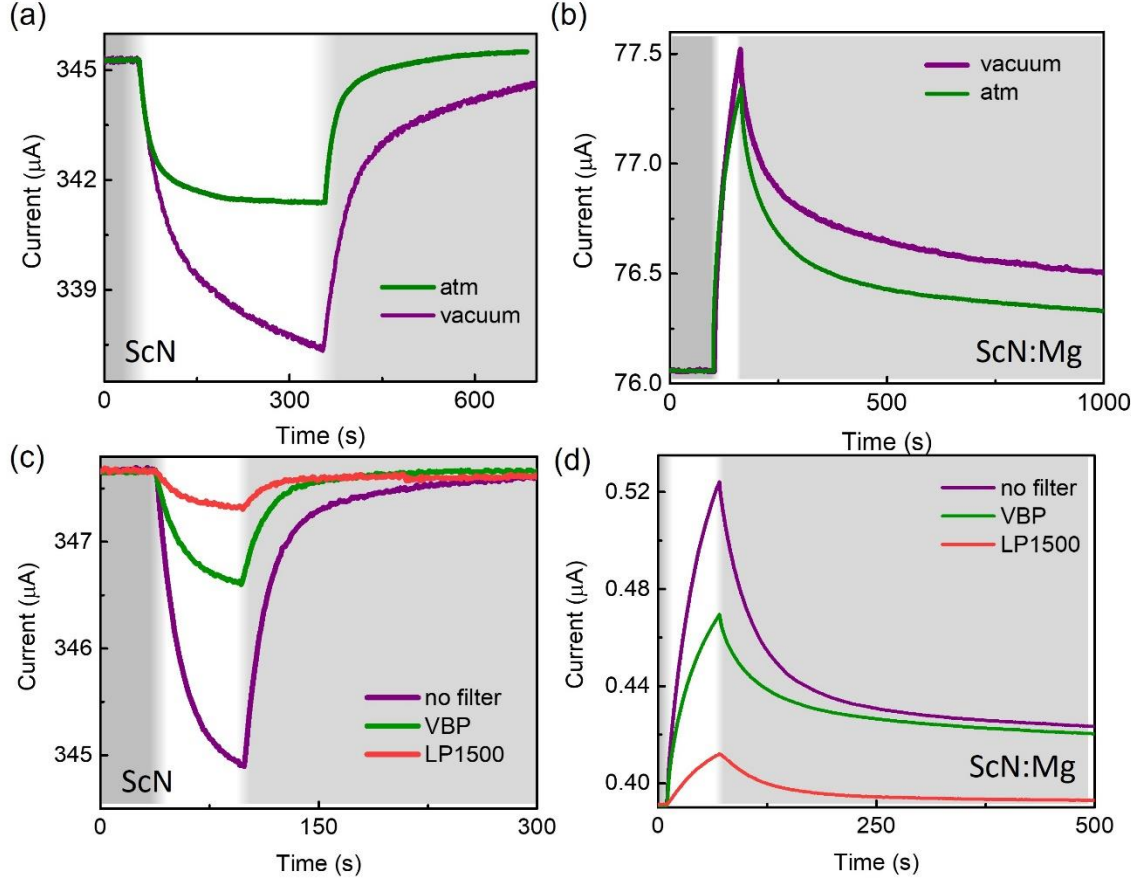 (a)
345
342
339
Current (μA)
atm
vacuum
ScN
0
300
600
Time (s)
(b)
77.5
77.0
76.5
76.0
Current (μA)
vacuum
atm
ScN:Mg
0
500
1000
Time (s)
(c)
347
346
345
Current (μA)
no filter
VBP
LP1500
ScN
0
150
300
Time (s)
(d)
0.52
0.48
0.44
0.40
Current (μA)
no filter
VBP
LP1500
ScN:Mg
0
250
500
Time (s)